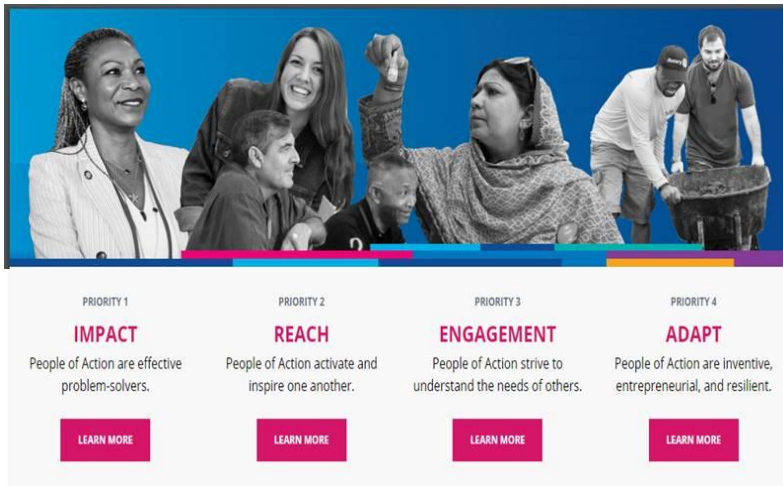 PRIORITY 1
IMPACT
People of Action are effective
problem-solvers.
LEARN MORE
PRIORITY 2
REACH
People of Action activate and
inspire one another.
LEARN MORE
PRIORITY 3
ENGAGEMENT
People of Action strive to
understand the needs of others.
LEARN MORE
PRIORITY 4
ADAPT
People of Action are inventive,
entrepreneurial, and resilient.
LEARN MORE